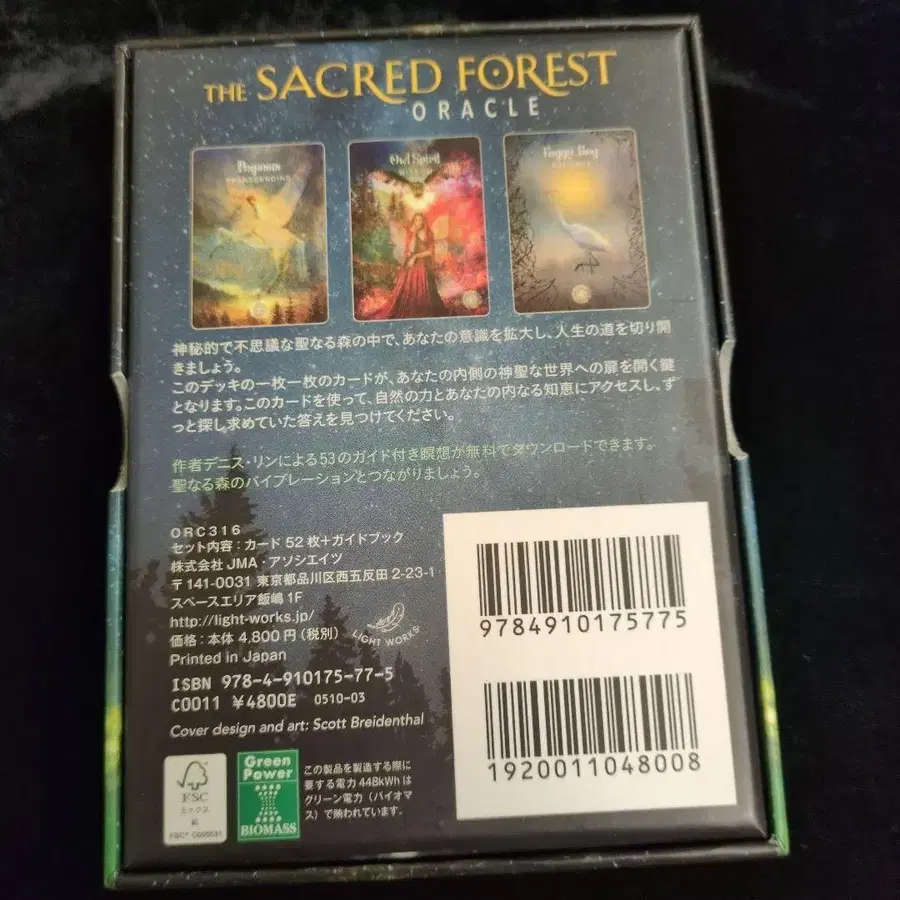 THE SACRED FOREST
ORACLE
Pegasus
TRANSCENDING
Owl Spirit
Foggy Bog
神秘的で不思議な聖なる森の中で、あなたの意識を拡大し、人生の道を切り開
きましょう。
このデッキの一枚一枚のカードが、あなたの内側の神聖な世界への扉を開く鍵
となります。このカードを使って、自然の力とあなたの内なる知恵にアクセスし、ず
っと探し求めていた答えを見つけてください。
作者デニス・リンによる53のガイド付き瞑想が無料でダウンロードできます。
聖なる森のバイブレーションとつながりましょう。
ORC316
セット内容：カード 52 枚+ガイドブック
株式会社 JMA・アソシエイツ
〒141-0031 東京都品川区西五反田 2-23-1
スペースエリア飯嶋 1F
http://light-works.jp/
価格：本体 4,800 円（税別）
LIGHT WORKS
Printed in Japan
ISBN 978-4-910175-77-5
C0011 ¥4800E 0510-03
Cover design and art: Scott Breidenthal
9784910175775
1920011048008
FSC
ミックス
紙
Green
Power
BIOMASS
この製品を製造する際に
要する電力 448kWh は
グリーン電力（バイオマ
ス）で賄われています。